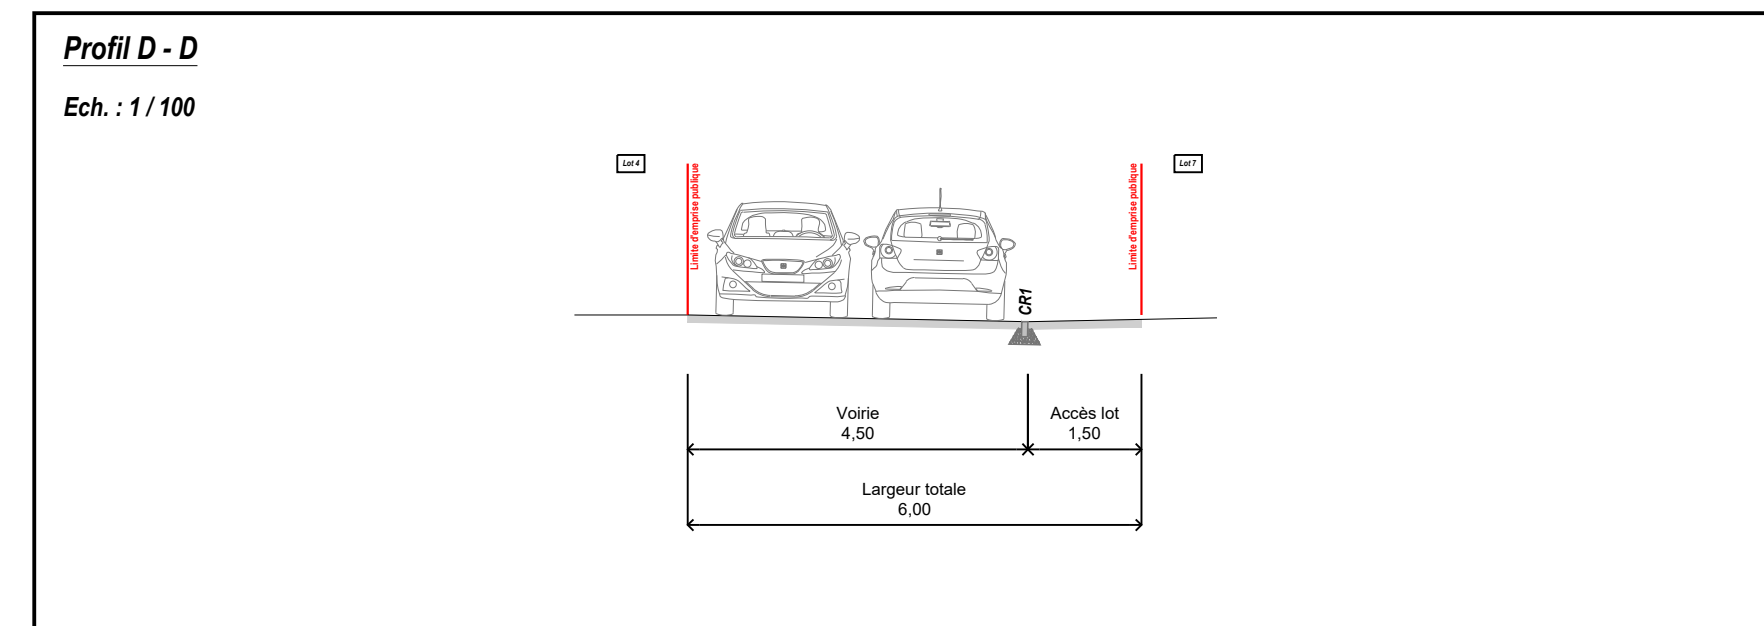 Profil D - D
Ech. : 1 / 100
Lot 4
Limite d'emprise publique
Limite d'emprise publique
Lot 7
CR1
Voirie
4,50
Accès lot
1,50
Largeur totale
6,00